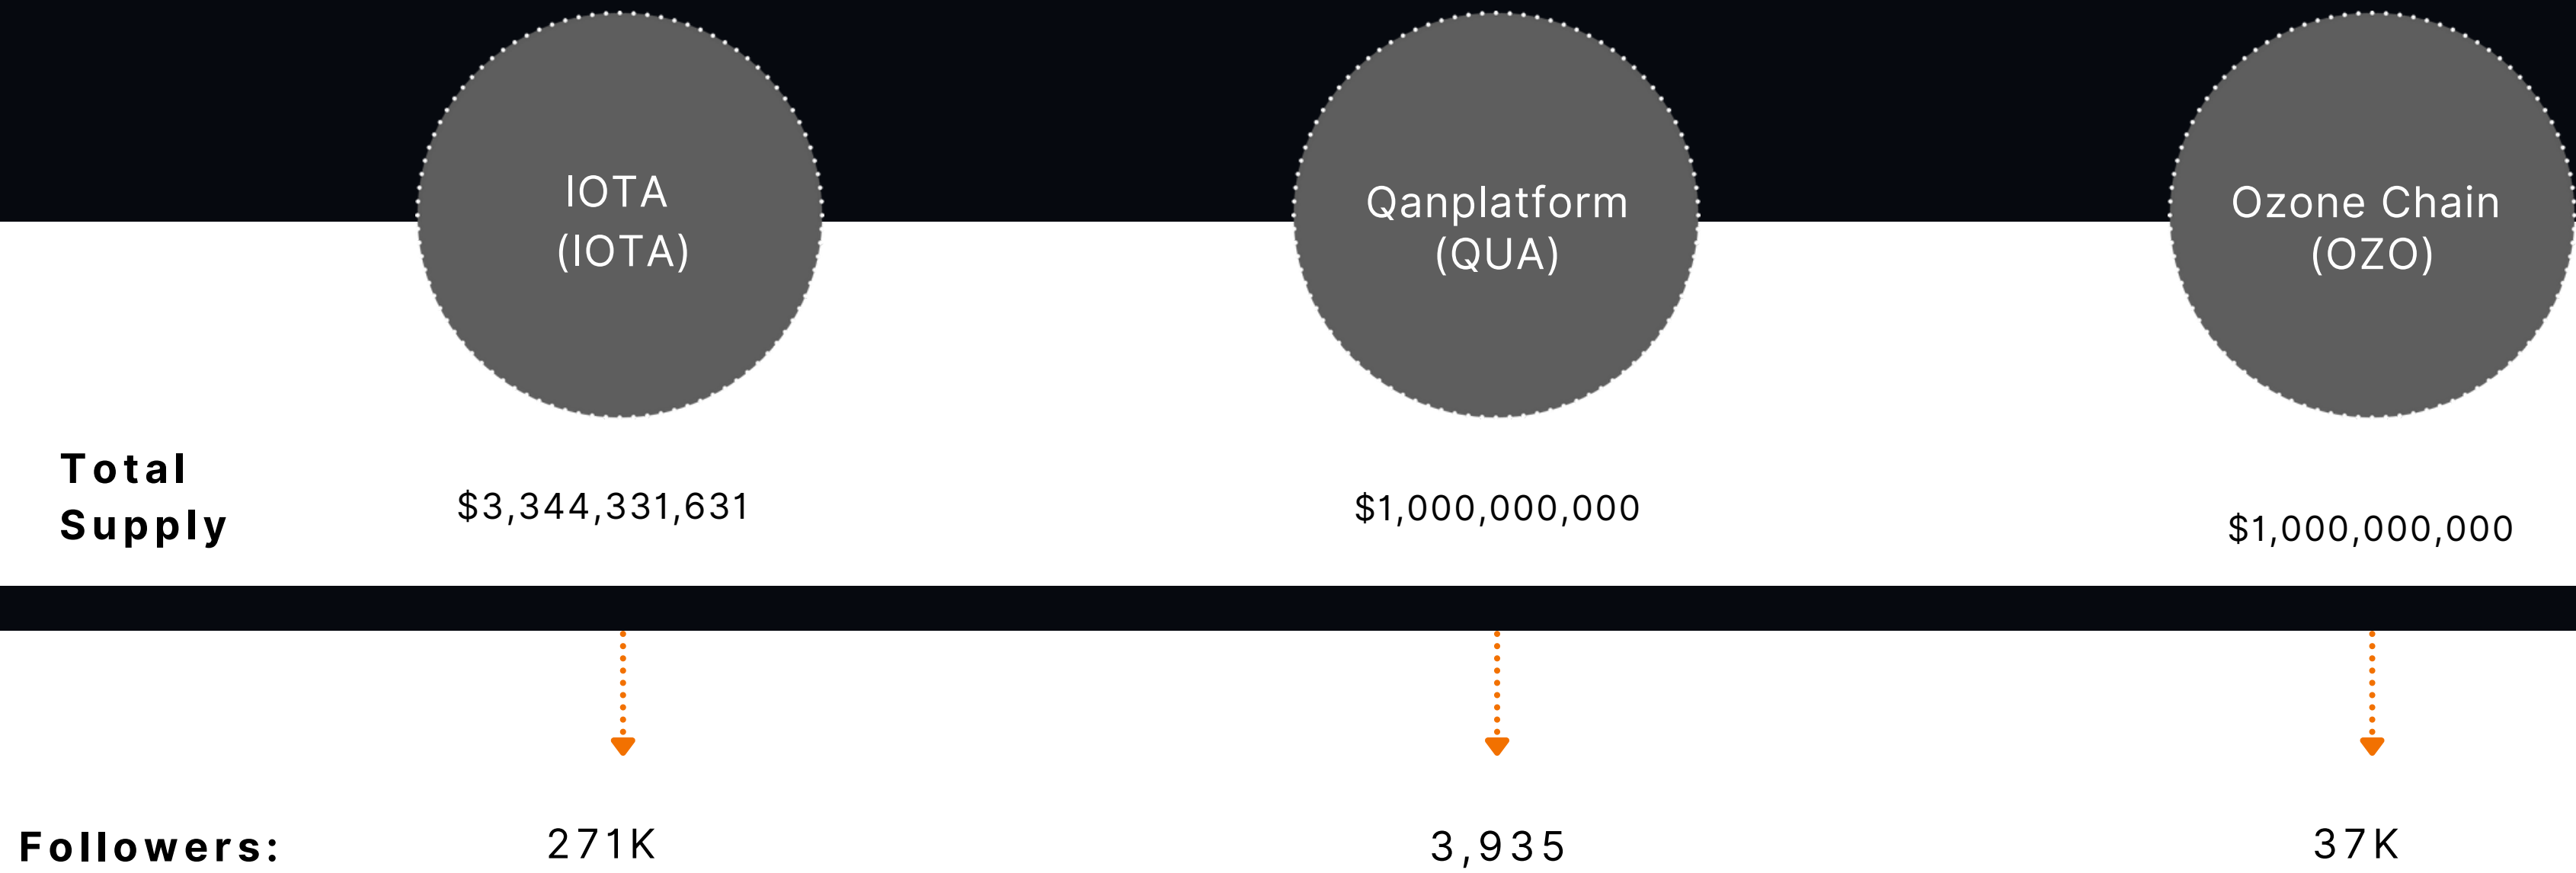 IOTA
(IOTA)
Qanplatform
(QUA)
Ozone Chain
(OZO)
Total
Supply
$3,344,331,631
$1,000,000,000
$1,000,000,000
Followers:
271K
3,935
37K